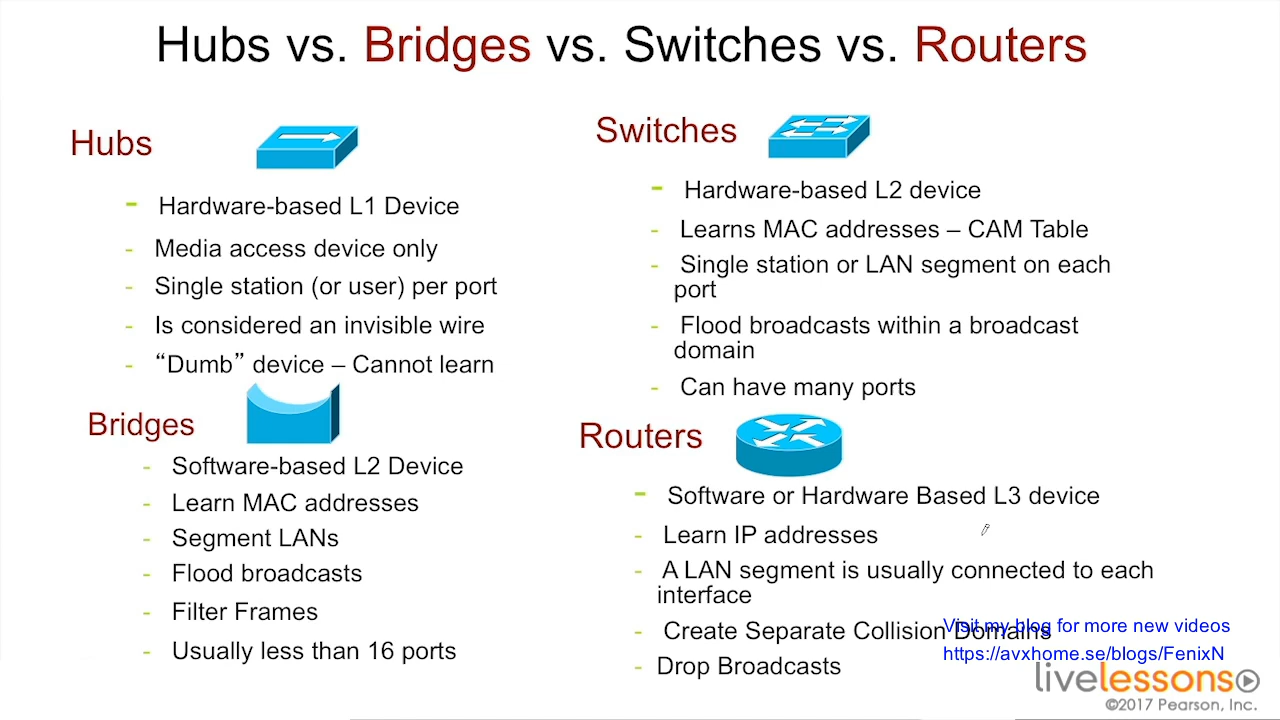 Hubs vs. Bridges vs. Switches vs. Routers
Hubs
- Hardware-based L1 Device
- Media access device only
- Single station (or user) per port
- Is considered an invisible wire
- “Dumb” device – Cannot learn
Bridges
- Software-based L2 Device
- Learn MAC addresses
- Segment LANs
- Flood broadcasts
- Filter Frames
- Usually less than 16 ports
Switches
- Hardware-based L2 device
- Learns MAC addresses – CAM Table
- Single station or LAN segment on each
port
- Flood broadcasts within a broadcast
domain
- Can have many ports
Routers
- Software or Hardware Based L3 device
- Learn IP addresses
- A LAN segment is usually connected to each
interface
- Create Separate Collision Domains
- Drop Broadcasts
Visit my blog for more new videos
https://avxhome.se/blogs/FenixN
livelessons
©2017 Pearson, Inc.